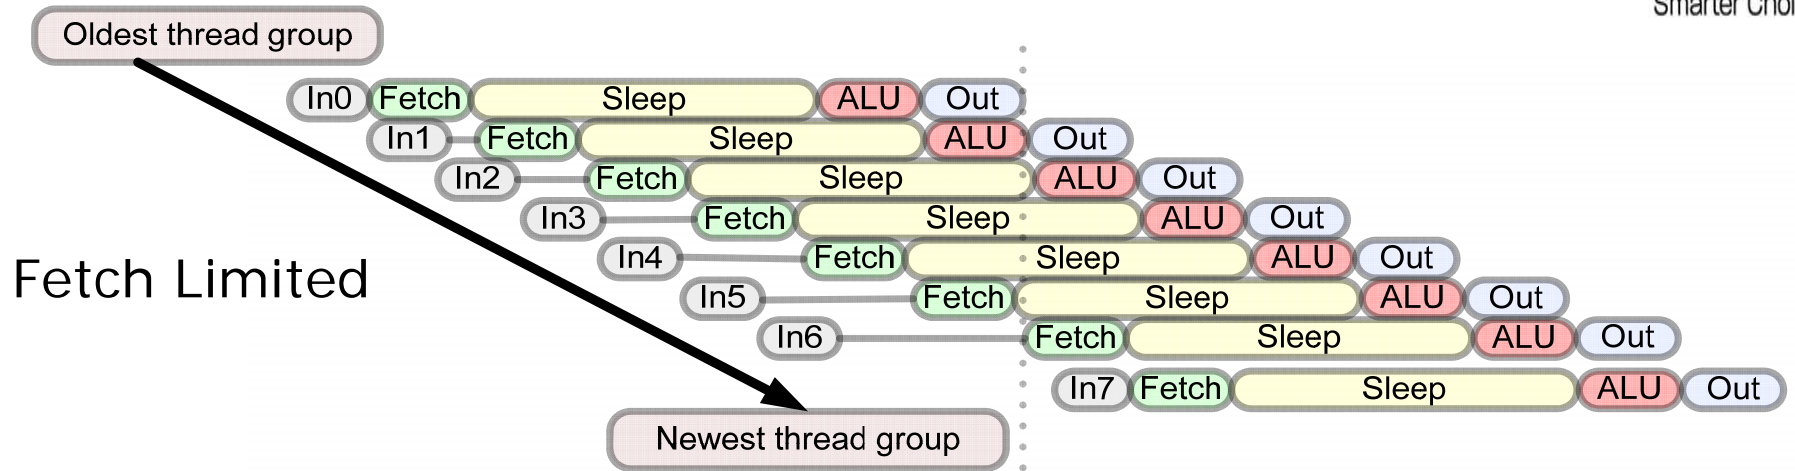 Smarter Choi
Oldest thread group
In0 Fetch Sleep ALU Out
In1 Fetch Sleep ALU Out
In2 Fetch Sleep ALU Out
In3 Fetch Sleep ALU Out
In4 Fetch Sleep ALU Out
Fetch Limited
In5 Fetch Sleep ALU Out
In6 Fetch Sleep ALU Out
In7 Fetch Sleep ALU Out
Newest thread group